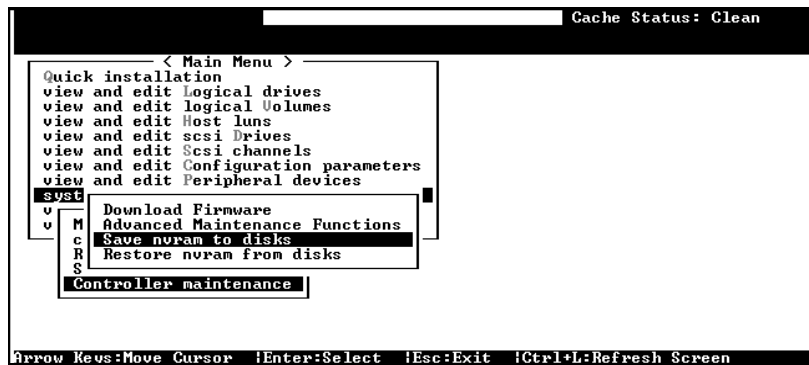 Cache Status: Clean
< Main Menu >
Quick installation
view and edit Logical drives
view and edit logical Volumes
view and edit Host luns
view and edit scsi Drives
view and edit Scsi channels
view and edit Configuration parameters
view and edit Peripheral devices
syst
v Download Firmware
v M Advanced Maintenance Functions
c Save nvram to disks
R Restore nvram from disks
S
Controller maintenance
Arrow Keys:Move Cursor |Enter:Select |Esc:Exit |Ctrl+L:Refresh Screen